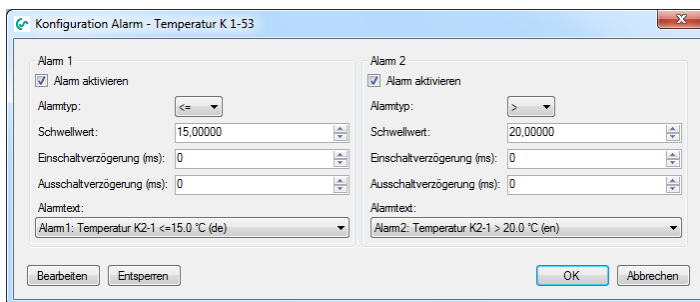 Konfiguration Alarm - Temperatur K 1-53
Alarm 1
Alarm aktivieren
Alarmtyp: <=
Schwellwert: 15,00000
Einschaltverzögerung (ms): 0
Ausschaltverzögerung (ms): 0
Alarmtext:
Alarm1: Temperatur K2-1 <=15.0 °C (de)
Alarm 2
Alarm aktivieren
Alarmtyp: >
Schwellwert: 20,00000
Einschaltverzögerung (ms): 0
Ausschaltverzögerung (ms): 0
Alarmtext:
Alarm2: Temperatur K2-1 > 20.0 °C (en)
Bearbeiten Entsperren OK Abbrechen